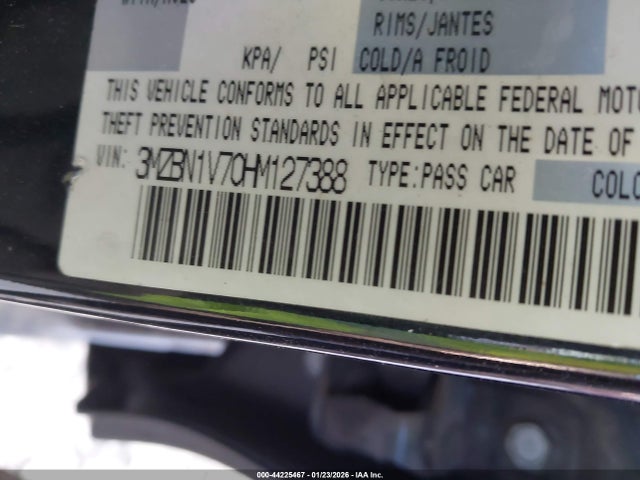 RIMS/JANTES
KPA/ PSI COLD/A FROID
THIS VEHICLE CONFORMS TO ALL APPLICABLE FEDERAL MOTO
THEFT PREVENTION STANDARDS IN EFFECT ON THE DATE OF
VIN: 3MZBN1V70HM127388 TYPE:PASS CAR COLO
000-44225467 - 01/23/2026 - IAA Inc.